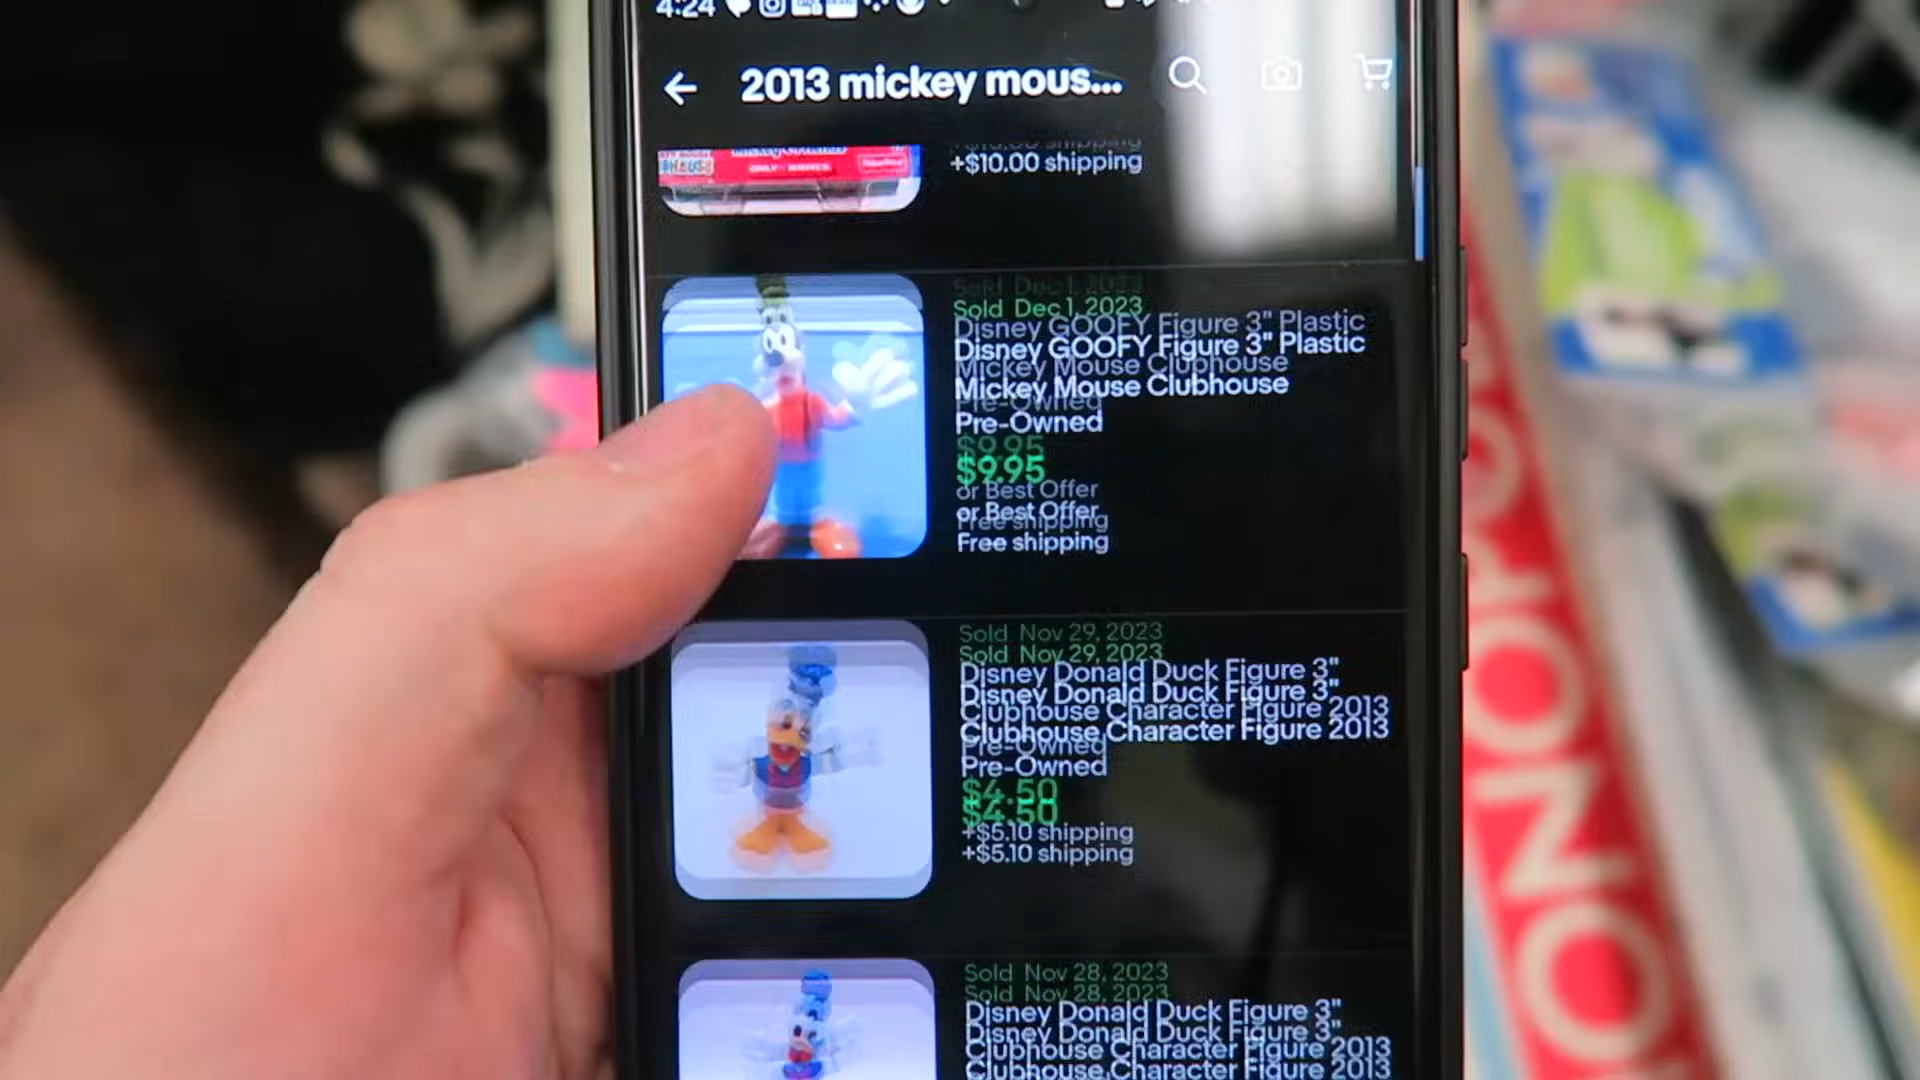 4:24
2013 mickey mous...
+$10.00 shipping
Sold Dec 1, 2023
Disney GOOFY Figure 3" Plastic
Mickey Mouse Clubhouse
Pre-Owned
$9.95
or Best Offer
Free shipping
Sold Nov 29, 2023
Disney Donald Duck Figure 3"
Clubhouse Character Figure 2013
Pre-Owned
$4.50
+$5.10 shipping
Sold Nov 28, 2023
Disney Donald Duck Figure 3"
Clubhouse Character Figure 2013